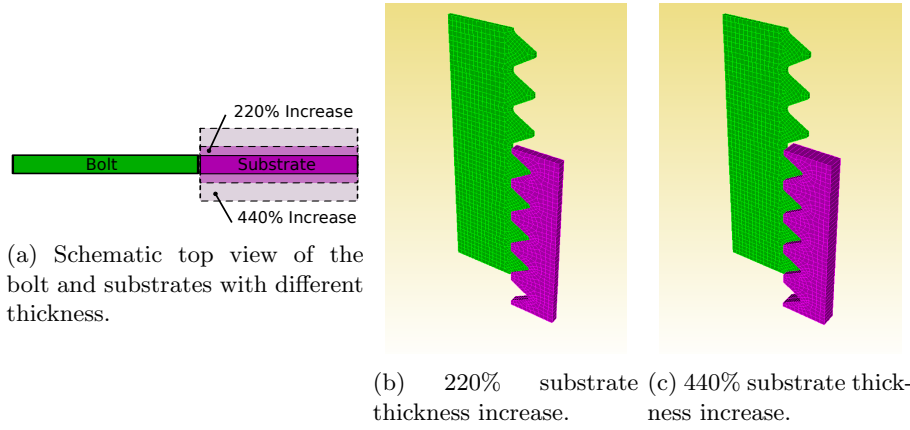 220% Increase
Bolt
Substrate
440% Increase
(a) Schematic top view of the
bolt and substrates with different
thickness.
(b) 220% substrate
thickness increase.
(c) 440% substrate thick-
ness increase.